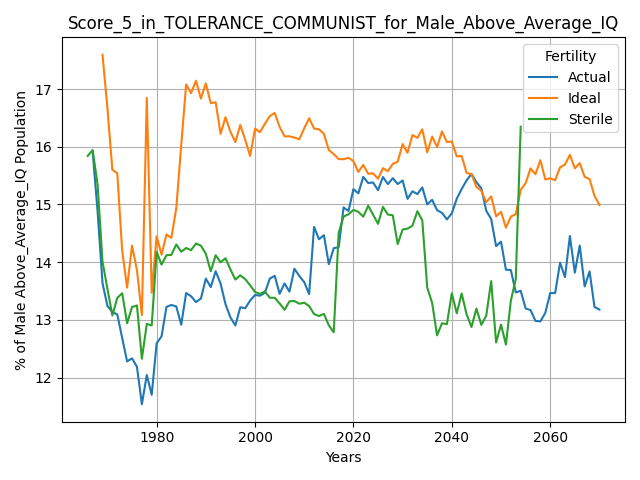 Score_5_in_TOLERANCE_COMMUNIST_for_Male_Above_Average_IQ
Fertility
Actual
Ideal
Sterile
% of Male Above_Average_IQ Population
17
16
15
14
13
12
1980
2000
2020
2040
2060
Years